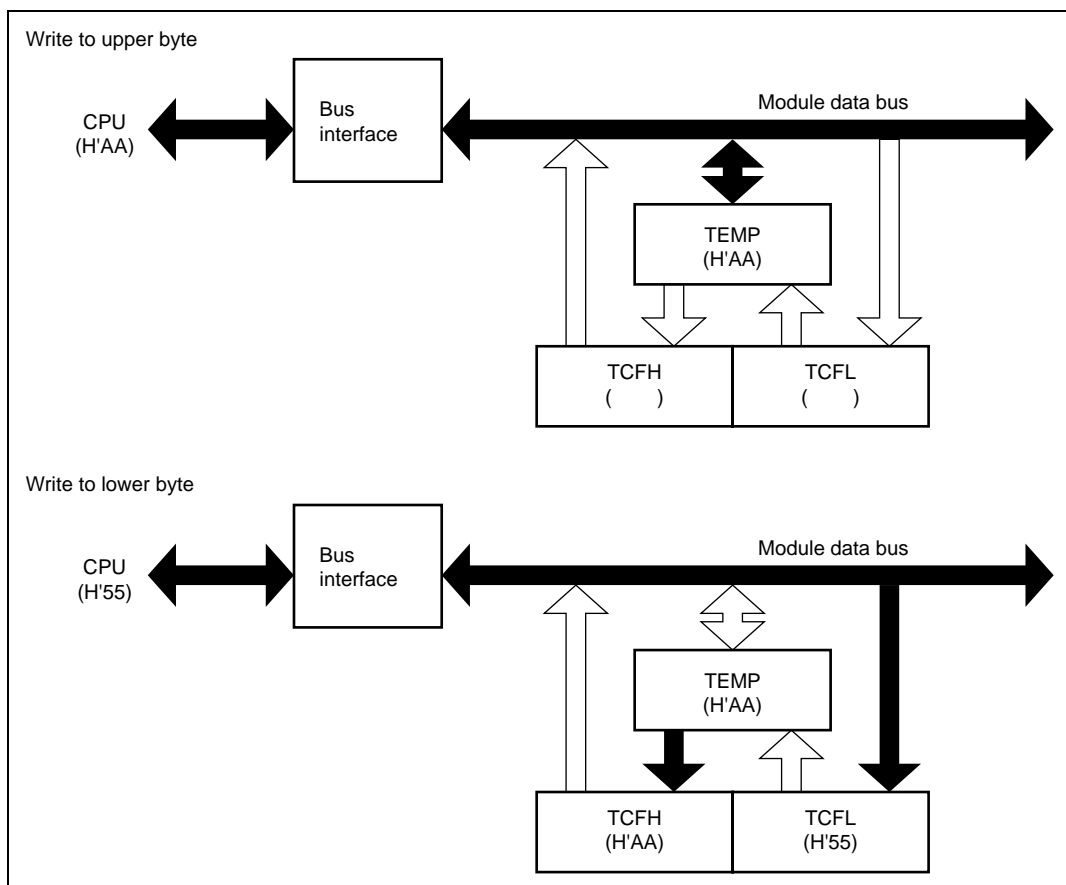 Write to upper byte
CPU
(H'AA)
Bus
interface
Module data bus
TEMP
(H'AA)
TCFH
( )
TCFL
( )
Write to lower byte
CPU
(H'55)
Bus
interface
Module data bus
TEMP
(H'AA)
TCFH
(H'AA)
TCFL
(H'55)